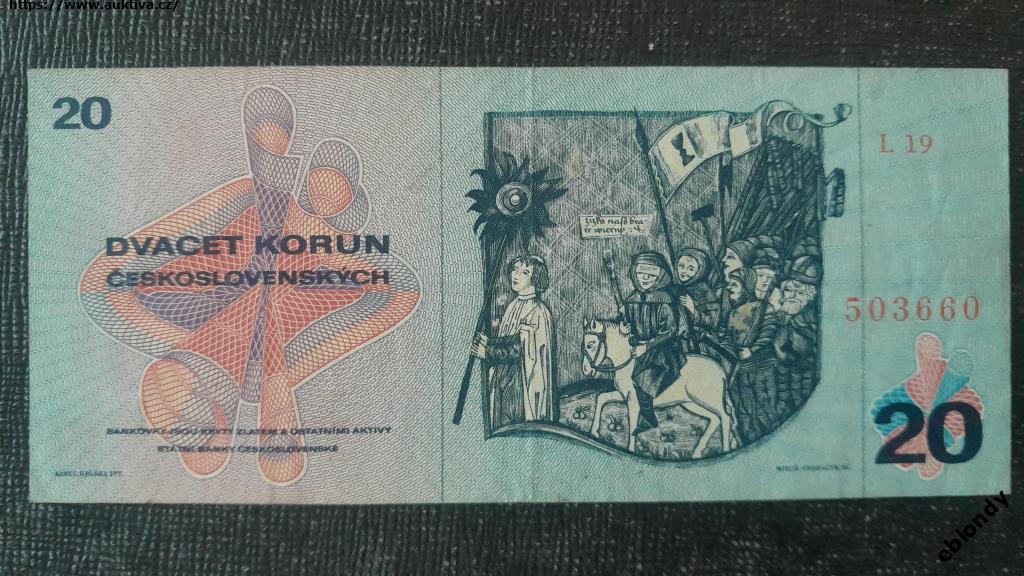 https://www.auktiva.cz/
20
L 19
DVACET KORUN
ČESKOSLOVENSKÝCH
503660
BANKOVKY JSOU KRYTY ZLATEM A OSTATNÍMI AKTIVY
STÁTNÍ BANKY ČESKOSLOVENSKÉ
20
eblondy